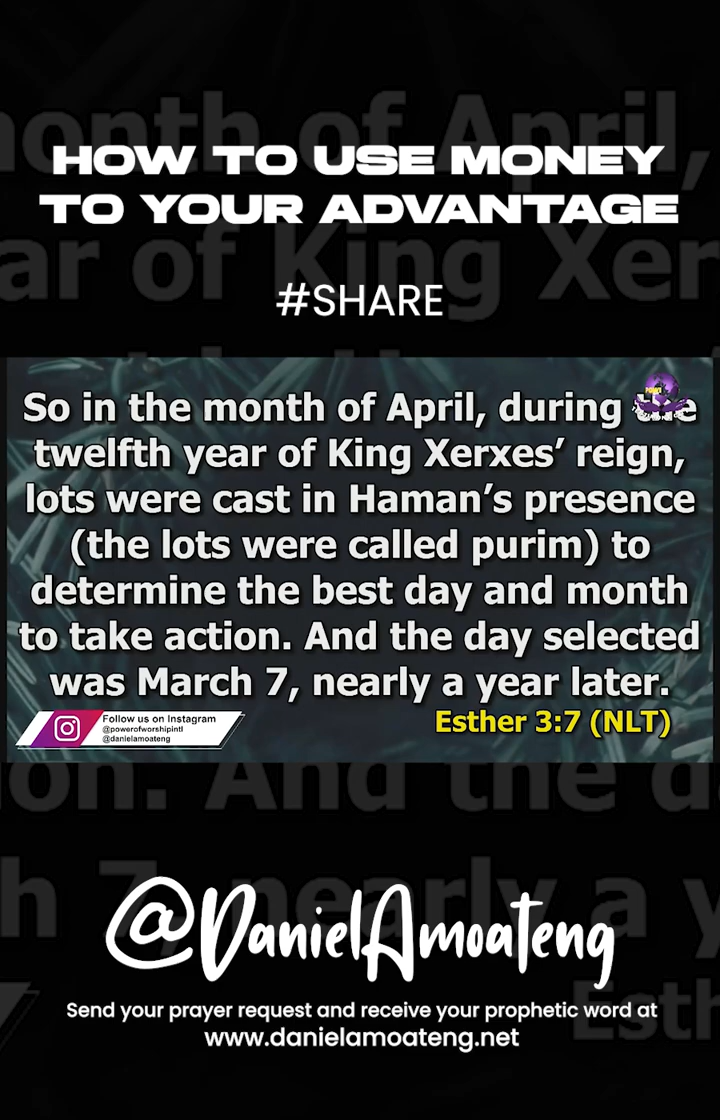 HOW TO USE MONEY
TO YOUR ADVANTAGE
#SHARE
So in the month of April, during the
twelfth year of King Xerxes’ reign,
lots were cast in Haman’s presence
(the lots were called purim) to
determine the best day and month
to take action. And the day selected
was March 7, nearly a year later.
Esther 3:7 (NLT)
Follow us on Instagram
@powerofworshipintl
@danielamoateng
@DanielAmoateng
Send your prayer request and receive your prophetic word at
www.danielamoateng.net